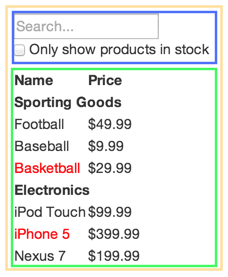 Search...
Only show products in stock
Name Price
Sporting Goods
Football $49.99
Baseball $9.99
Basketball $29.99
Electronics
iPod Touch $99.99
iPhone 5 $399.99
Nexus 7 $199.99